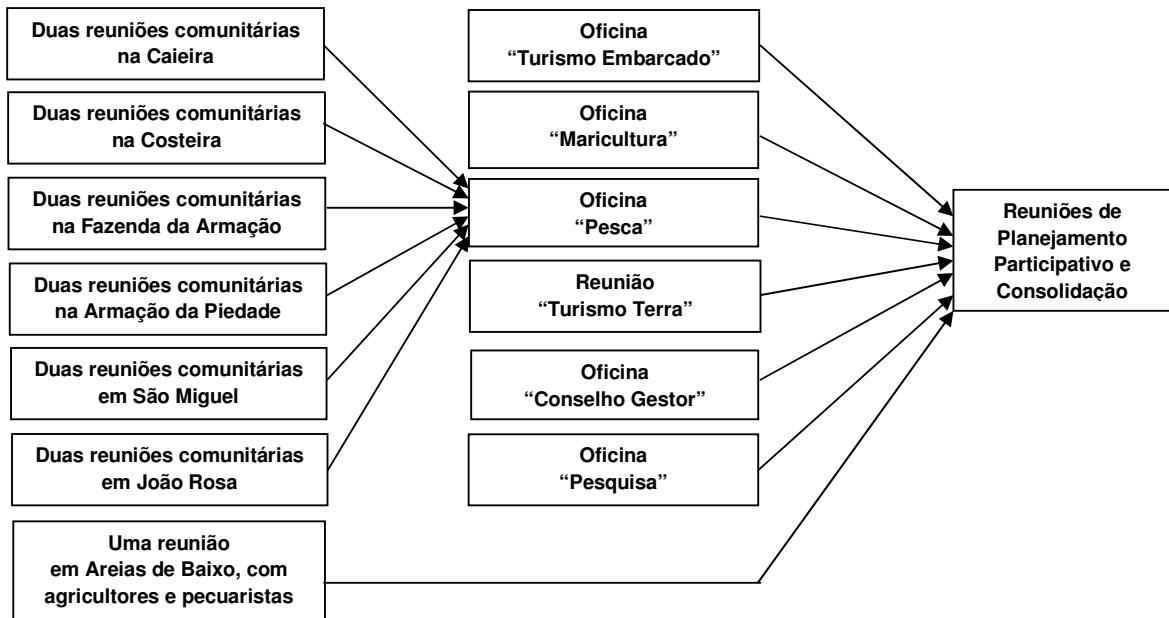 Duas reuniões comunitárias
na Caieira
Duas reuniões comunitárias
na Costeira
Duas reuniões comunitárias
na Fazenda da Armação
Duas reuniões comunitárias
na Armação da Piedade
Duas reuniões comunitárias
em São Miguel
Duas reuniões comunitárias
em João Rosa
Uma reunião
em Areias de Baixo, com
agricultores e pecuaristas
Oficina
“Turismo Embarcado”
Oficina
“Maricultura”
Oficina
“Pesca”
Reunião
“Turismo Terra”
Oficina
“Conselho Gestor”
Oficina
“Pesquisa”
Reuniões de
Planejamento
Participativo e
Consolidação